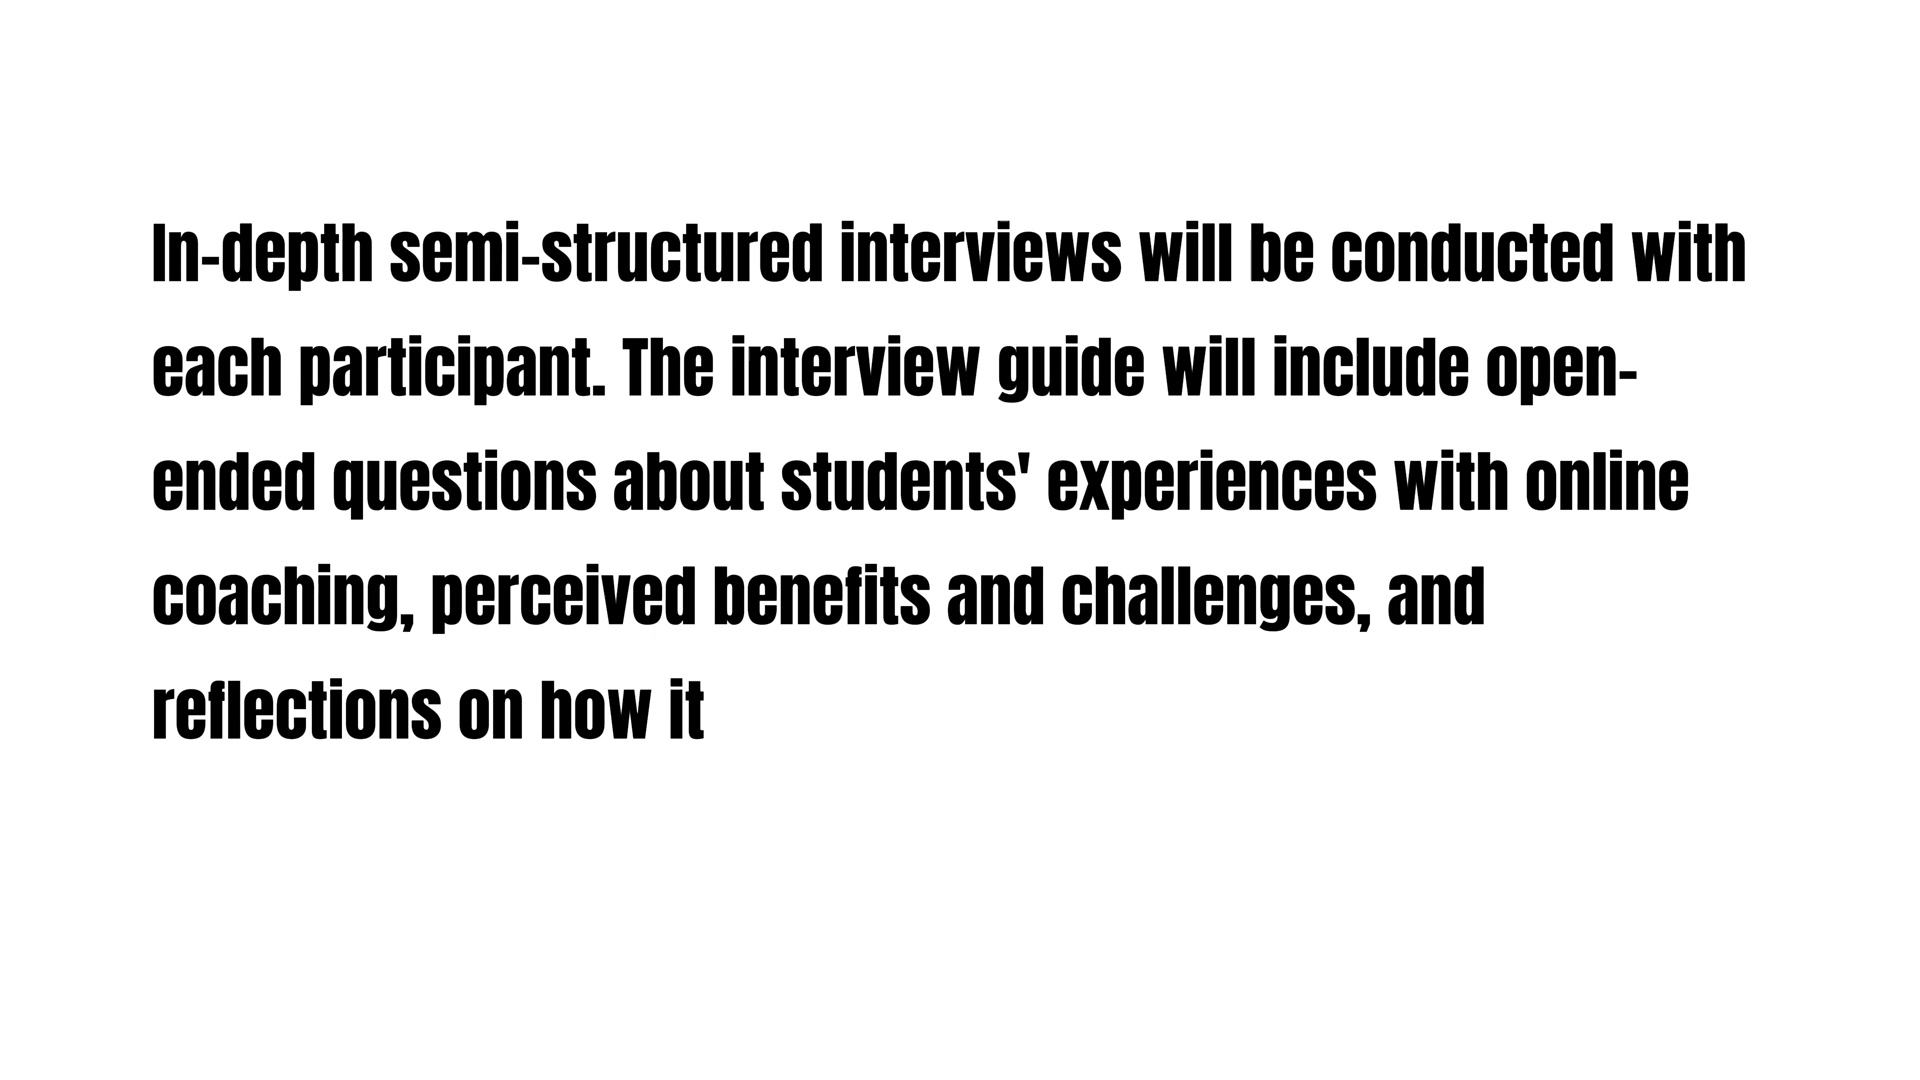 In-depth semi-structured interviews will be conducted with
each participant. The interview guide will include open-
ended questions about students' experiences with online
coaching, perceived benefits and challenges, and
reflections on how it